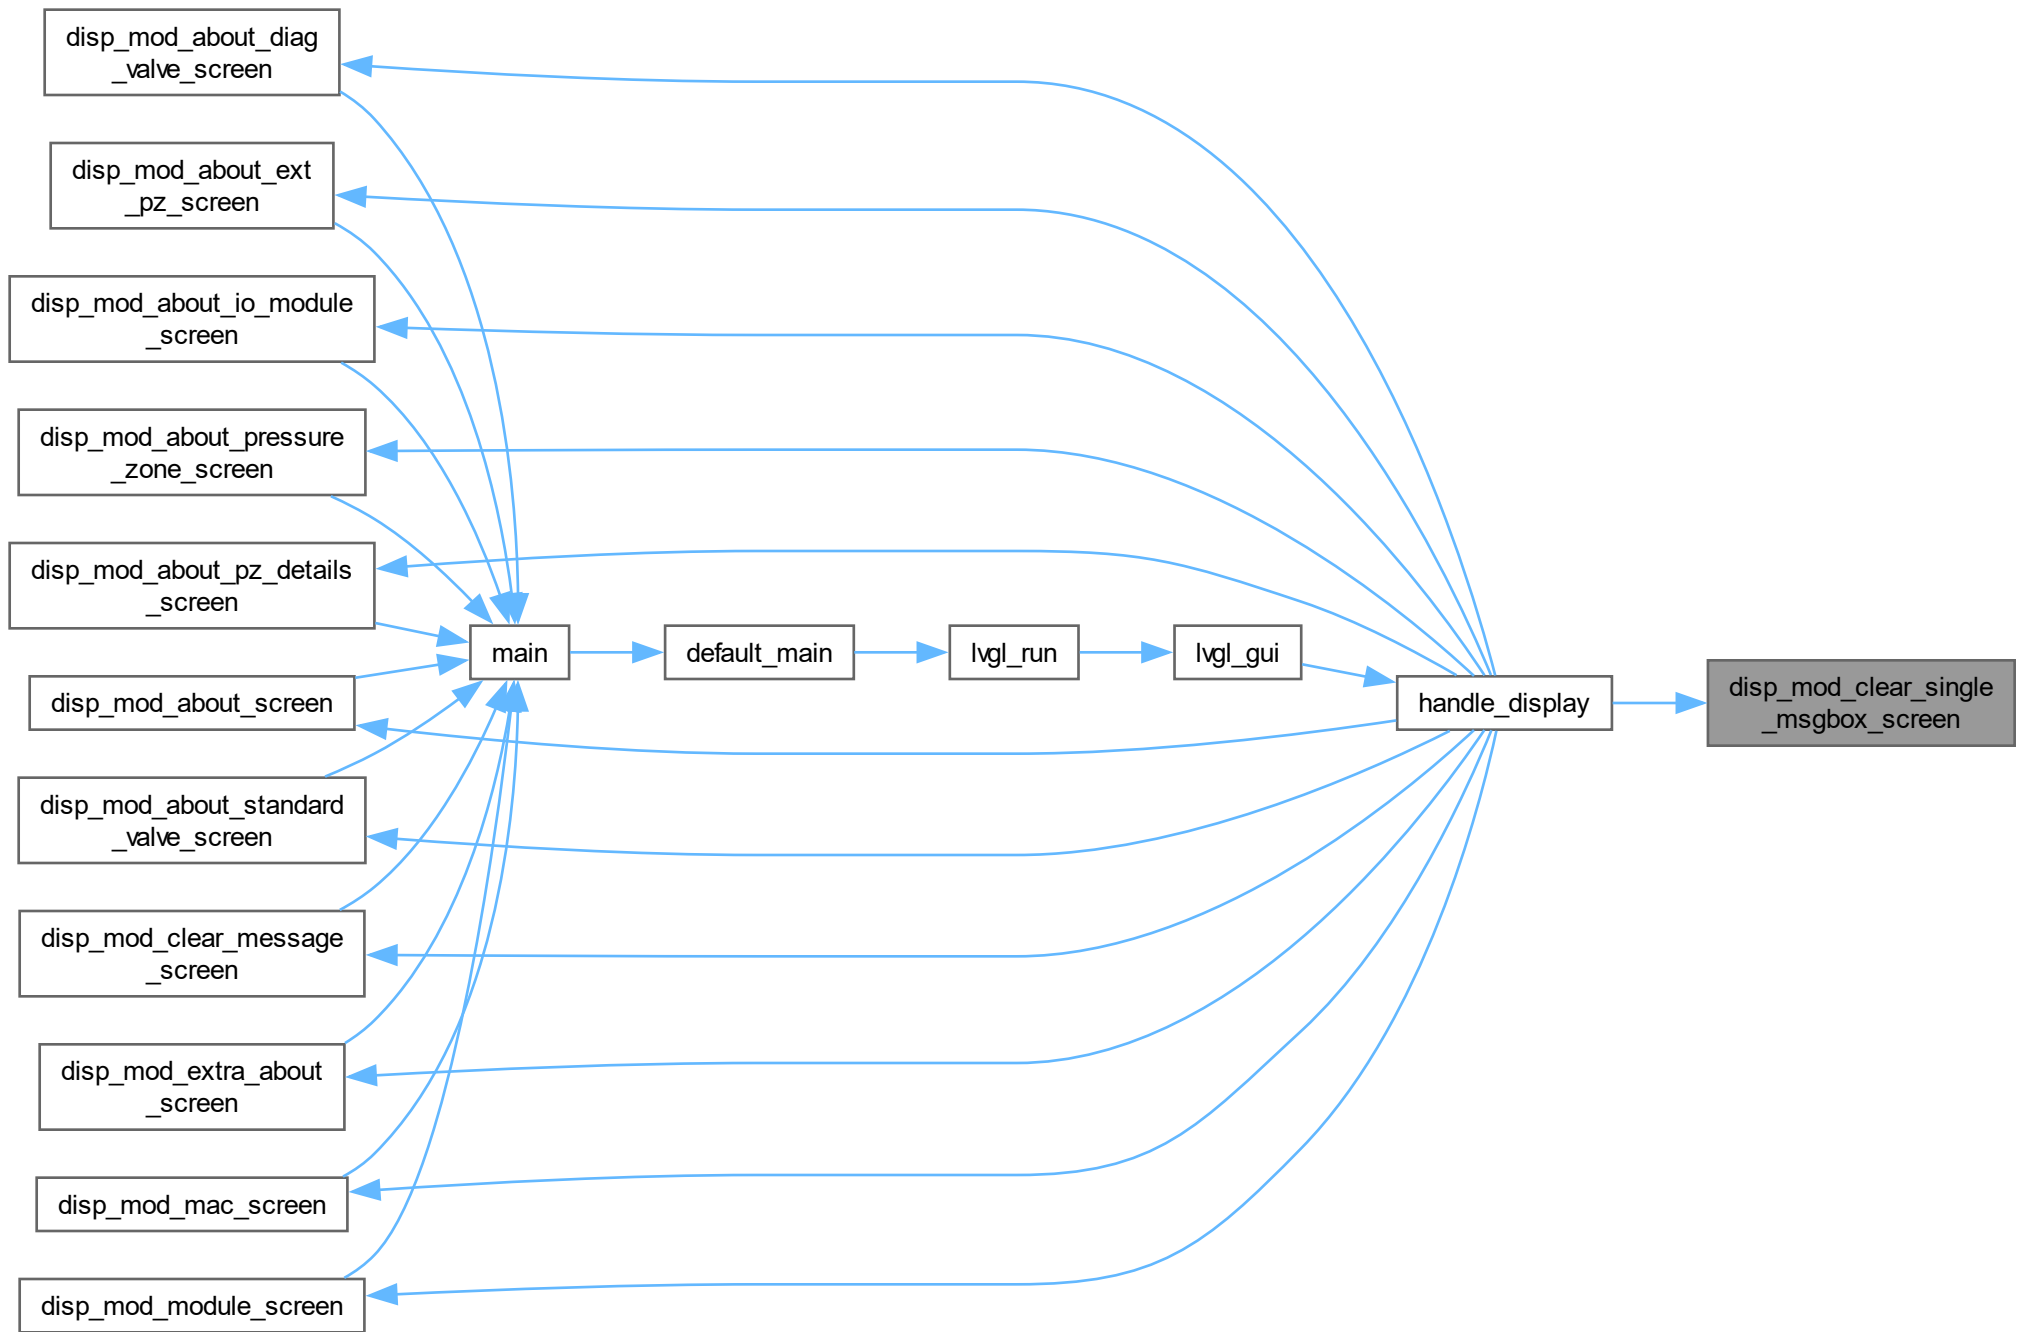 disp_mod_about_diag
_valve_screen
disp_mod_about_ext
_pz_screen
disp_mod_about_io_module
_screen
disp_mod_about_pressure
_zone_screen
disp_mod_about_pz_details
_screen
disp_mod_about_screen
disp_mod_about_standard
_valve_screen
disp_mod_clear_message
_screen
disp_mod_extra_about
_screen
disp_mod_mac_screen
disp_mod_module_screen
main
default_main
lvgl_run
lvgl_gui
handle_display
disp_mod_clear_single
_msgbox_screen